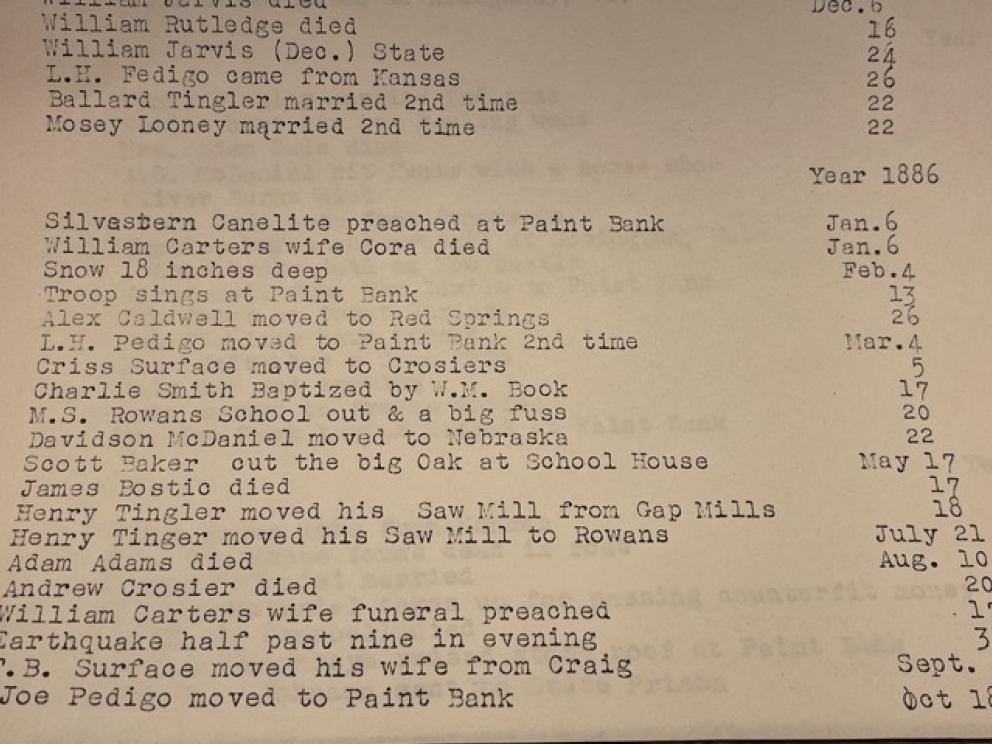 William Jarvis died Dec.6
William Rutledge died 16
William Jarvis (Dec.) State 24
L.H. Fedigo came from Kansas 26
Ballard Tingler married 2nd time 22
Mosey Looney married 2nd time 22
Year 1886
Silvestern Canelite preached at Paint Bank Jan.6
William Carters wife Cora died Jan.6
Snow 18 inches deep Feb.4
Troop sings at Paint Bank 13
Alex Caldwell moved to Red Springs 26
L.H. Pedigo moved to Paint Bank 2nd time Mar.4
Criss Surface moved to Crosiers 5
Charlie Smith Baptized by W.M. Book 17
M.S. Rowans School out & a big fuss 20
Davidson McDaniel moved to Nebraska 22
Scott Baker cut the big Oak at School House May 17
James Bostic died 17
Henry Tingler moved his Saw Mill from Gap Mills 18
Henry Tinger moved his Saw Mill to Rowans July 21
Adam Adams died Aug. 10
Andrew Crosier died 20
William Carters wife funeral preached
Earthquake half past nine in evening 3
.B. Surface moved his wife from Craig Sept.
Joe Pedigo moved to Paint Bank Oct 18